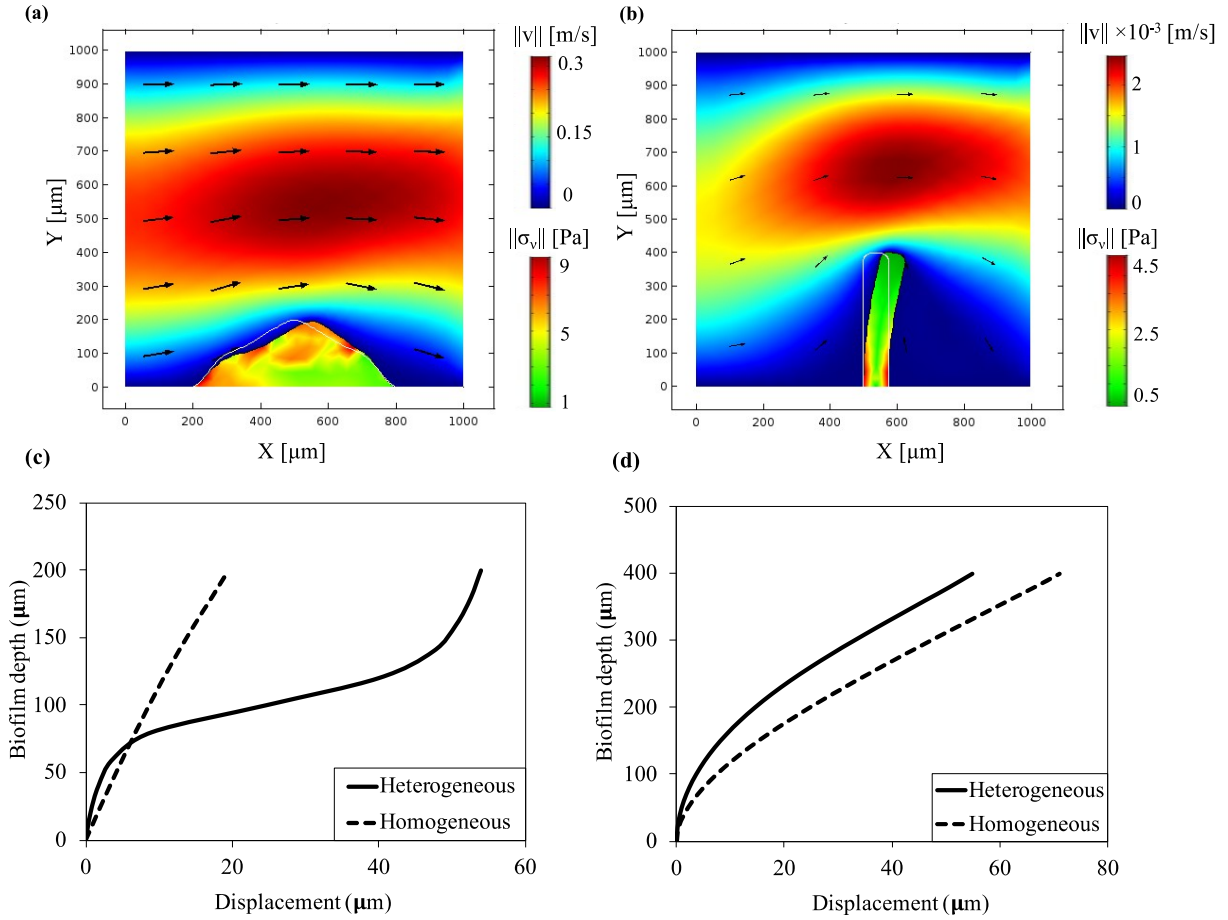 (a)
‖v‖ [m/s]
0.3
0.15
0
‖σᵥ‖ [Pa]
9
5
1
1000
900
800
700
600
500
400
300
200
100
0
Y [μm]
0 200 400 600 800 1000
X [μm]
(b)
‖v‖ ×10⁻³ [m/s]
2
1
0
‖σᵥ‖ [Pa]
4.5
2.5
0.5
1000
900
800
700
600
500
400
300
200
100
0
Y [μm]
0 200 400 600 800 1000
X [μm]
(c)
250
200
150
100
50
0
Biofilm depth (μm)
Heterogeneous
Homogeneous
0 20 40 60
Displacement (μm)
(d)
500
400
300
200
100
0
Biofilm depth (μm)
Heterogeneous
Homogeneous
0 20 40 60 80
Displacement (μm)